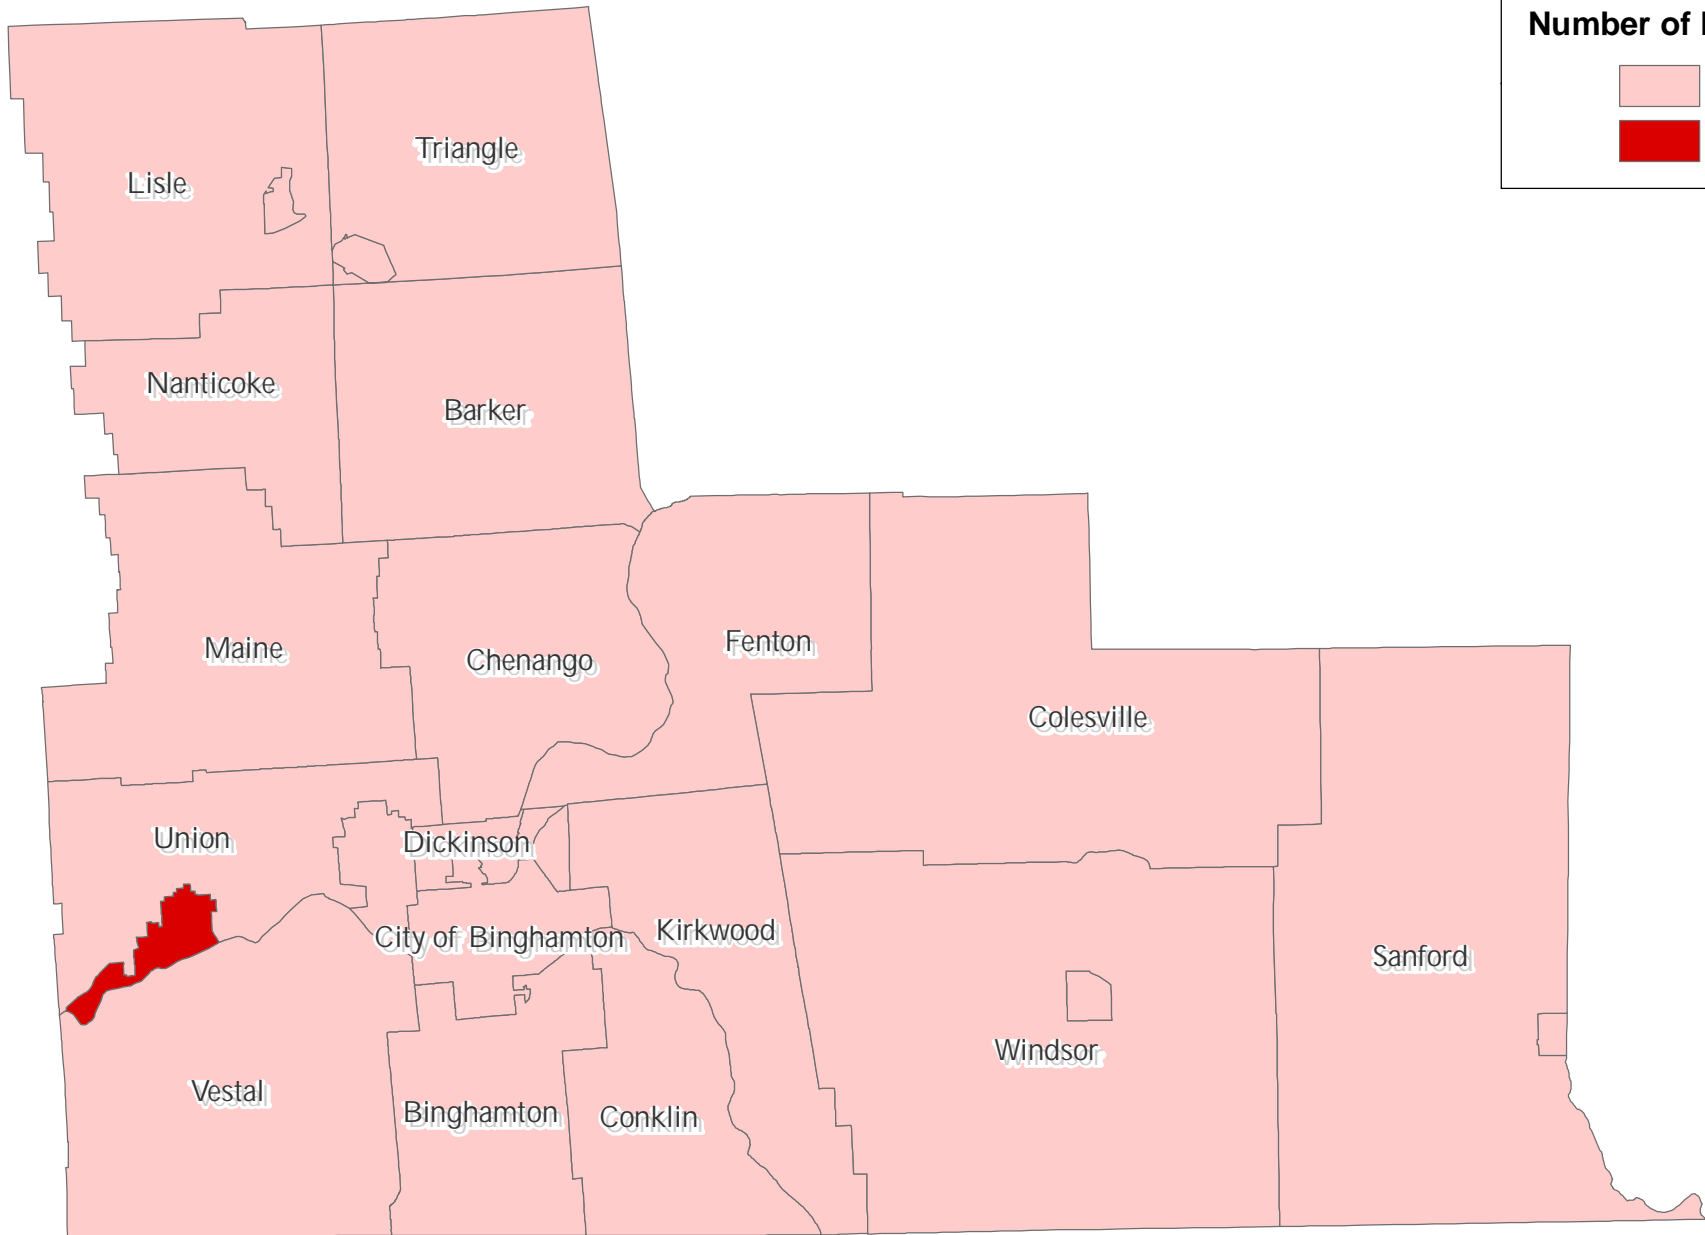 Number of
Triangle
Lisle
Nanticoke
Barker
Fenton
Maine
Chenango
Colesville
Union
Dickinson
City of Binghamton
Kirkwood
Sanford
Windsor
Vestal
Binghamton
Conklin